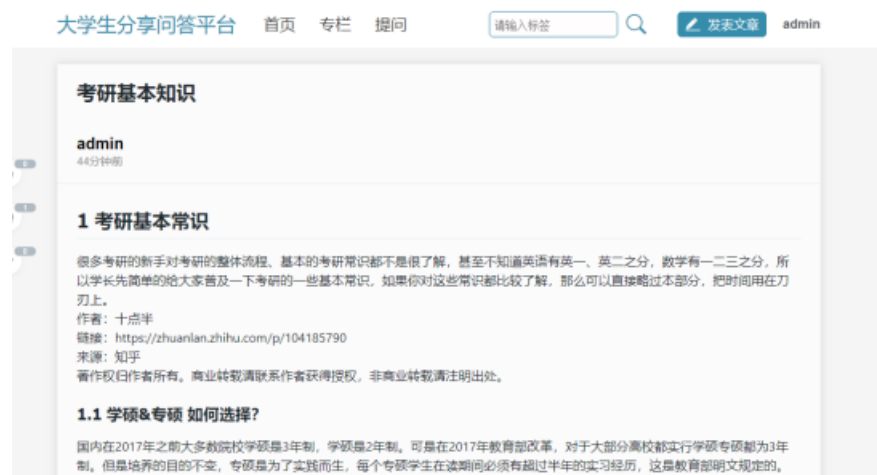 大学生分享问答平台 首页 专栏 提问 请输入标签 发表文章 admin
考研基本知识
admin
44分钟前
1 考研基本常识
很多考研的新手对考研的整体流程、基本的考研常识都不是很了解，甚至不知道英语有英一、英二之分，数学有一二三之分，所
以学长先简单的给大家普及一下考研的一些基本常识，如果你对这些常识都比较了解，那么可以直接略过本部分，把时间用在刀
刃上。
作者：十点半
链接：https://zhuanlan.zhihu.com/p/104185790
来源：知乎
著作权归作者所有。商业转载请联系作者获得授权，非商业转载请注明出处。
1.1 学硕&专硕 如何选择?
国内在2017年之前大多数院校学硕是3年制，学硕是2年制。可是在2017年教育部改革，对于大部分高校都实行学硕专硕都为3年
制。但是培养的目的不变，专硕是为了实践而生，每个专硕学生在读期间必须有超过半年的实习经历，这是教育部明文规定的。